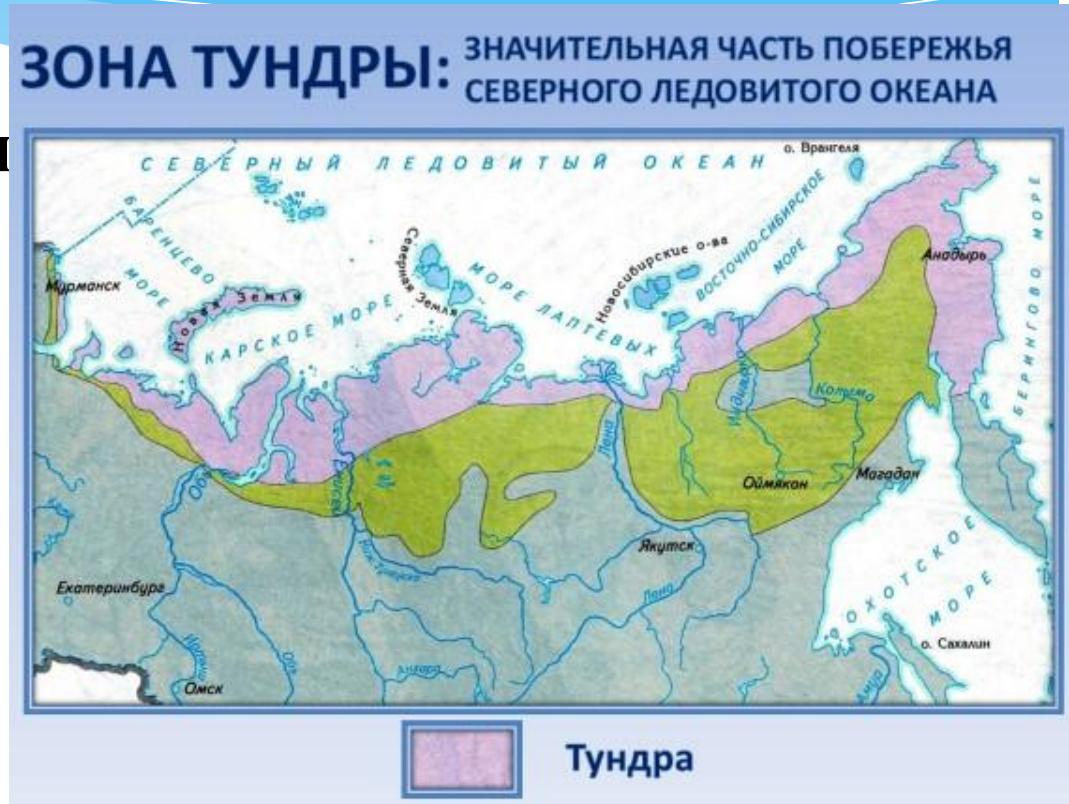 ЗОНА ТУНДРЫ:
ЗНАЧИТЕЛЬНАЯ ЧАСТЬ ПОБЕРЕЖЬЯ
СЕВЕРНОГО ЛЕДОВИТОГО ОКЕАНА
СЕВЕРНЫЙ ЛЕДОВИТЫЙ ОКЕАН
о. Врангеля
БАРЕНЦЕВО
МОРЕ
Мурманск
Новая Земля
КАРСКОЕ МОРЕ
Северная Земля
МОРЕ ЛАПТЕВЫХ
Новосибирские о-ва
ВОСТОЧНО-СИБИРСКОЕ
МОРЕ
Анадырь
БЕРИНГОВО МОРЕ
Индигирка
Колыма
Лена
Обь
Енисей
Оймякон
Магадан
Якутск
Лена
Екатеринбург
Иртыш
Обь
Омск
Ангара
ОХОТСКОЕ
МОРЕ
о. Сахалин
Амур
Тундра